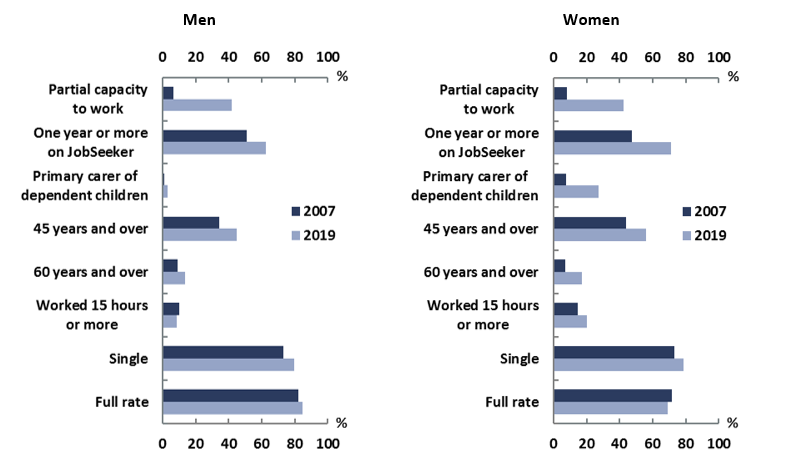 Men
0 20 40 60 80 100
%
Partial capacity
to work
One year or more
on JobSeeker
Primary carer of
dependent children
45 years and over
60 years and over
Worked 15 hours
or more
Single
Full rate
2007
2019
%
0 20 40 60 80 100
Women
0 20 40 60 80 100
%
Partial capacity
to work
One year or more
on JobSeeker
Primary carer of
dependent children
45 years and over
60 years and over
Worked 15 hours
or more
Single
Full rate
2007
2019
%
0 20 40 60 80 100